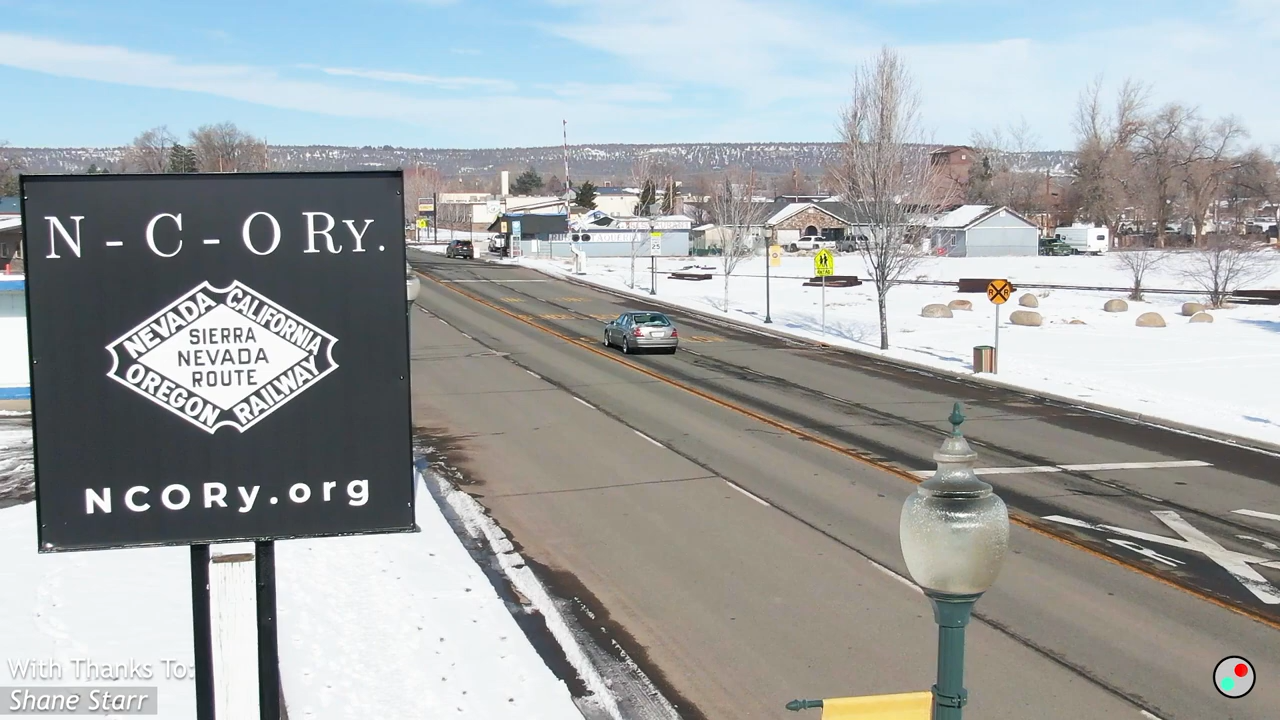 N-C-O RY.
NEVADA CALIFORNIA
SIERRA
NEVADA
ROUTE
OREGON RAILWAY
NCORy.org
With Thanks To:
Shane Starr
R R